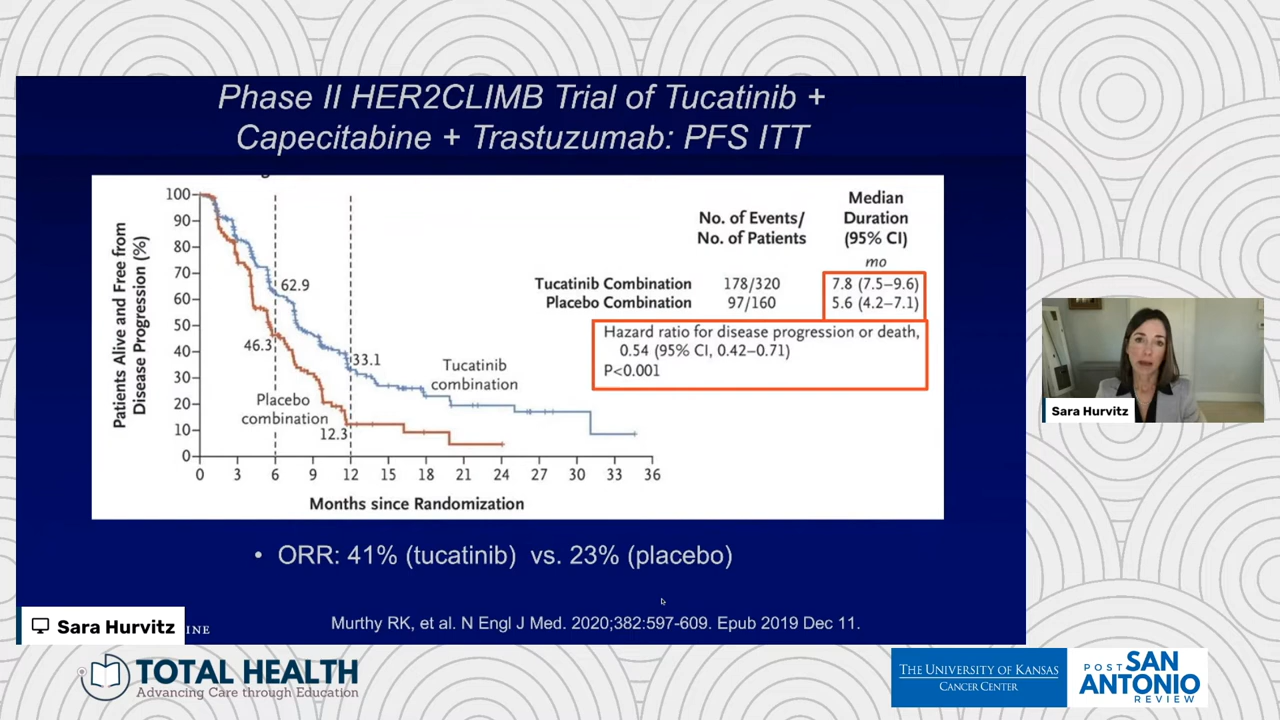 Phase II HER2CLIMB Trial of Tucatinib +
Capecitabine + Trastuzumab: PFS ITT
Patients Alive and Free from
Disease Progression (%)
100
90
80
70
60
50
40
30
20
10
0
62.9
46.3
33.1
12.3
Tucatinib
combination
Placebo
combination
0 3 6 9 12 15 18 21 24 27 30 33 36
Months since Randomization
No. of Events/
No. of Patients
Median
Duration
(95% CI)
mo
Tucatinib Combination 178/320 7.8 (7.5–9.6)
Placebo Combination 97/160 5.6 (4.2–7.1)
Hazard ratio for disease progression or death,
0.54 (95% CI, 0.42–0.71)
P<0.001
• ORR: 41% (tucatinib) vs. 23% (placebo)
Murthy RK, et al. N Engl J Med. 2020;382:597-609. Epub 2019 Dec 11.
Sara Hurvitz
Sara Hurvitz
INE
TOTAL HEALTH
Advancing Care through Education
THE UNIVERSITY OF KANSAS
CANCER CENTER
POST
SAN
ANTONIO
REVIEW